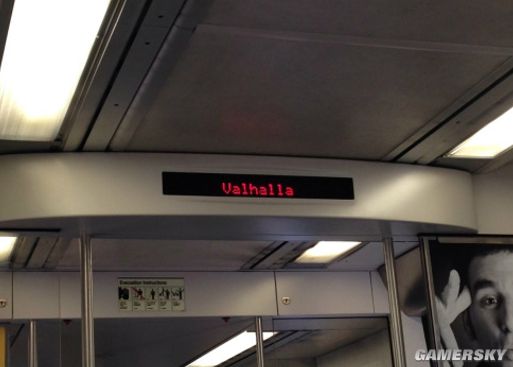 Valhalla
Evacuation Instructions
GAMERSKY